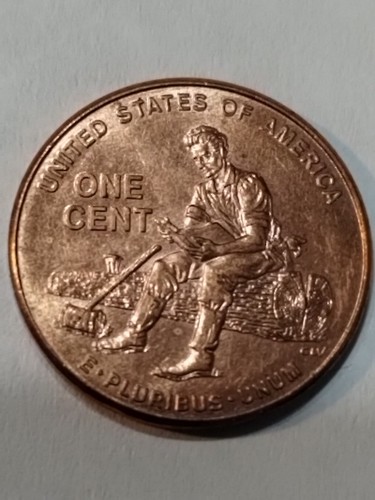 UNITED STATES OF AMERICA
ONE
CENT
E·PLURIBUS·UNUM